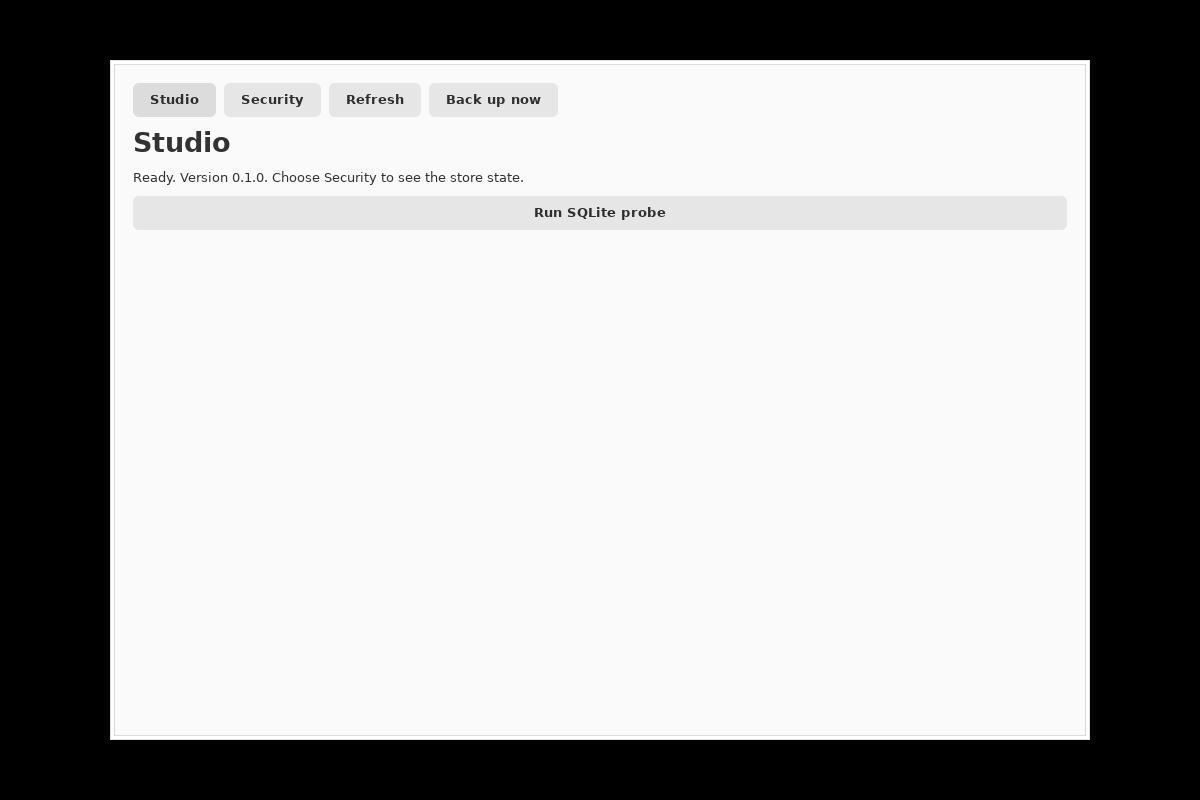 Studio Security Refresh Back up now
Studio
Ready. Version 0.1.0. Choose Security to see the store state.
Run SQLite probe